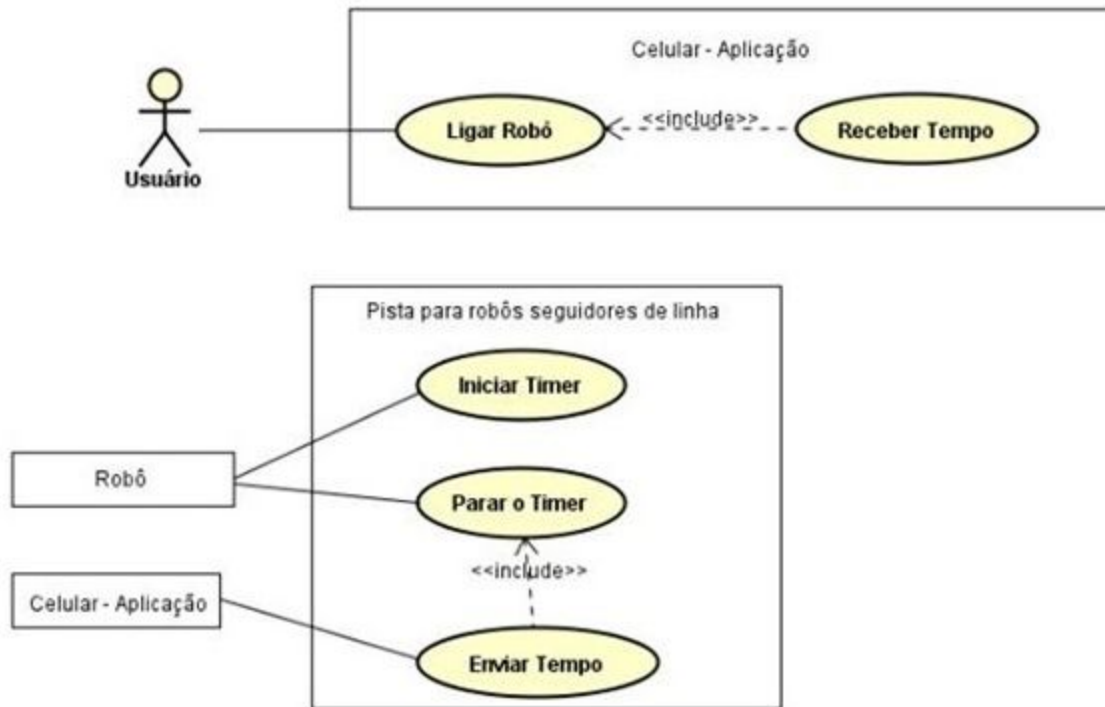 Celular - Aplicação
Ligar Robô
<<include>>
Receber Tempo
Usuário
Pista para robôs seguidores de linha
Iniciar Timer
Robô
Parar o Timer
<<include>>
Celular - Aplicação
Enviar Tempo